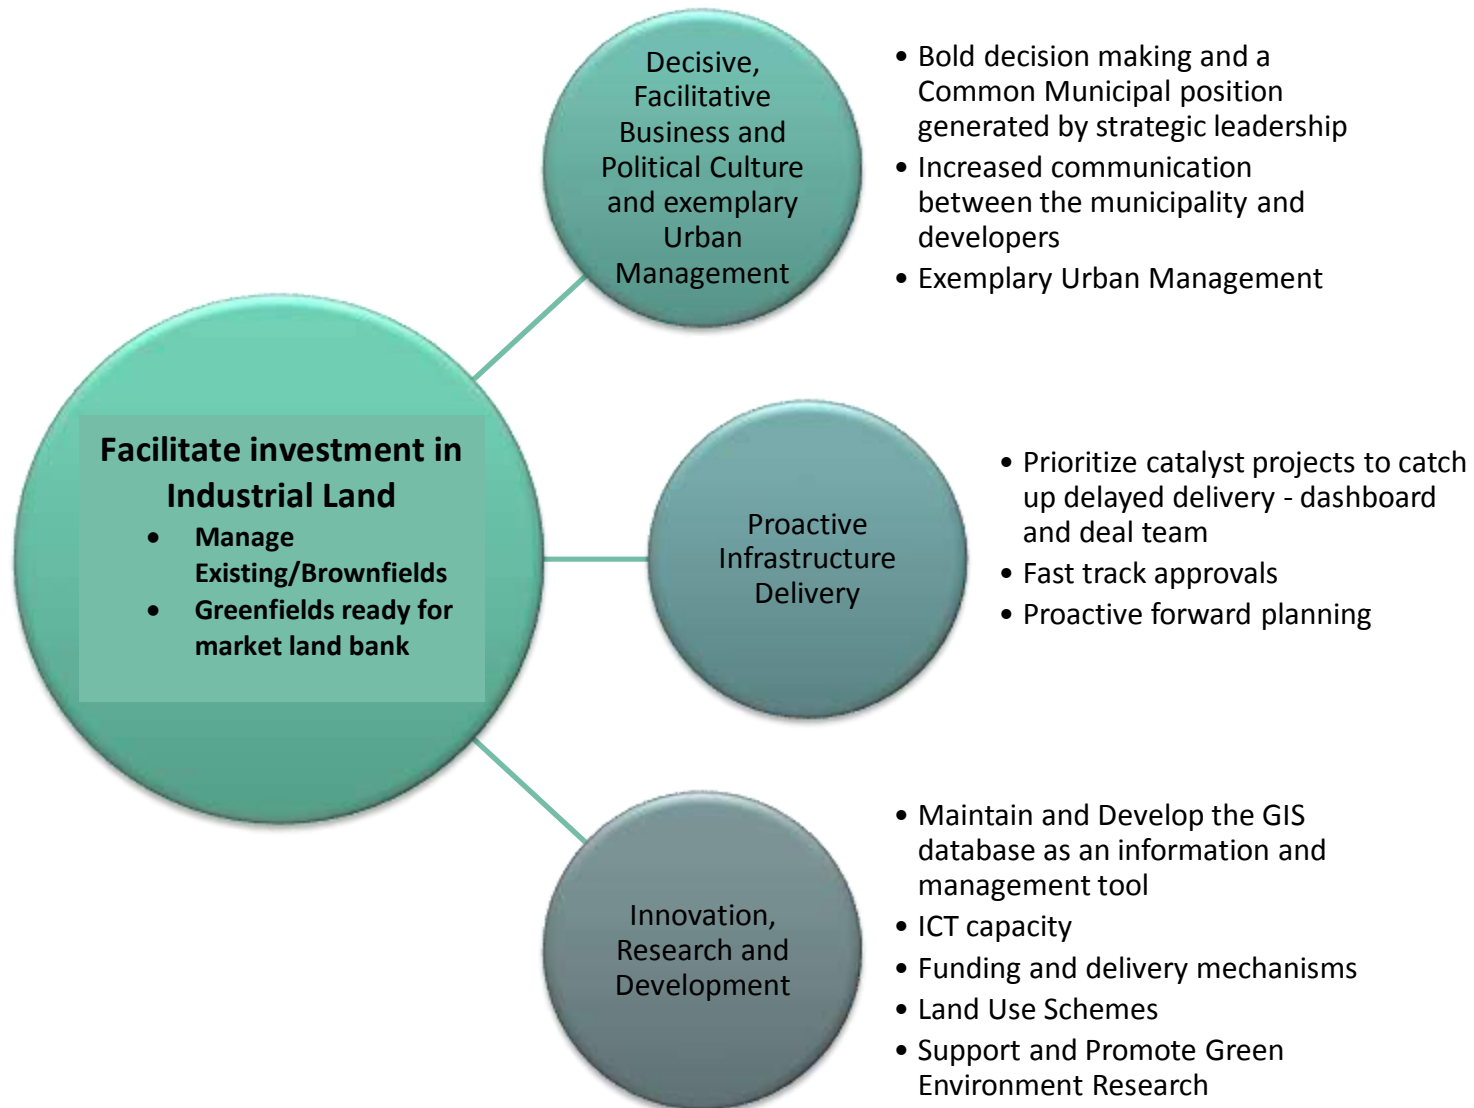 Decisive,
Facilitative
Business and
Political Culture
and exemplary
Urban
Management
• Bold decision making and a
Common Municipal position
generated by strategic leadership
• Increased communication
between the municipality and
developers
• Exemplary Urban Management
Facilitate investment in
Industrial Land
• Manage
Existing/Brownfields
• Greenfields ready for
market land bank
Proactive
Infrastructure
Delivery
• Prioritize catalyst projects to catch
up delayed delivery - dashboard
and deal team
• Fast track approvals
• Proactive forward planning
Innovation,
Research and
Development
• Maintain and Develop the GIS
database as an information and
management tool
• ICT capacity
• Funding and delivery mechanisms
• Land Use Schemes
• Support and Promote Green
Environment Research